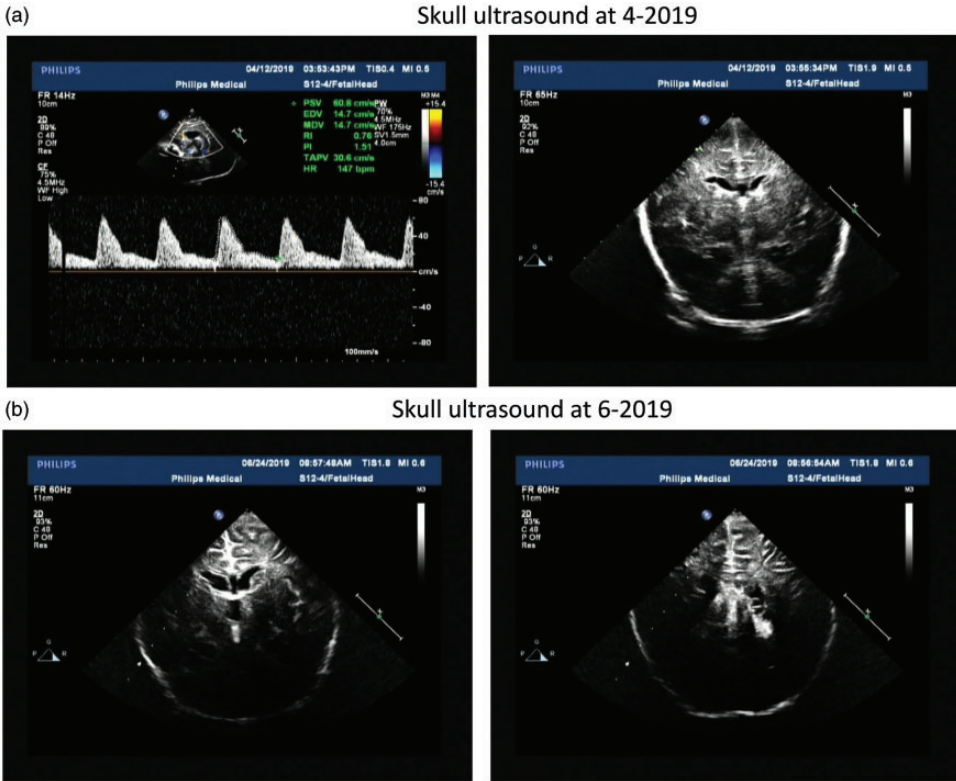 (a)
Skull ultrasound at 4-2019
PHILIPS
04/12/2019 03:53:43PM TIS0.4 MI 0.5
Philips Medical S12-4/FetalHead
FR 14Hz
10cm
2D
89%
C 48
P Off
Res
CF
75%
4.5MHz
WF High
Low
PSV 60.8 cm/s
EDV 14.7 cm/s
MDV 14.7 cm/s
RI 0.76
PI 1.51
TAPV 30.6 cm/s
HR 147 bpm
PW
70%
4.5MHz
WF 175Hz
SV1.5mm
4.0cm
M3 M4
+15.4
-15.4
cm/s
80
40
cm/s
-40
-80
100mm/s
PHILIPS
04/12/2019 03:55:34PM TIS1.9 MI 0.5
Philips Medical S12-4/FetalHead
FR 65Hz
10cm
2D
92%
C 48
P Off
Res
M3
G
P R
(b)
Skull ultrasound at 6-2019
PHILIPS
06/24/2019 08:57:48AM TIS1.8 MI 0.6
Philips Medical S12-4/FetalHead
FR 60Hz
11cm
2D
93%
C 48
P Off
Res
M3
G
P R
PHILIPS
06/24/2019 08:56:54AM TIS1.8 MI 0.6
Philips Medical S12-4/FetalHead
FR 60Hz
11cm
2D
93%
C 48
P Off
Res
M3
G
P R